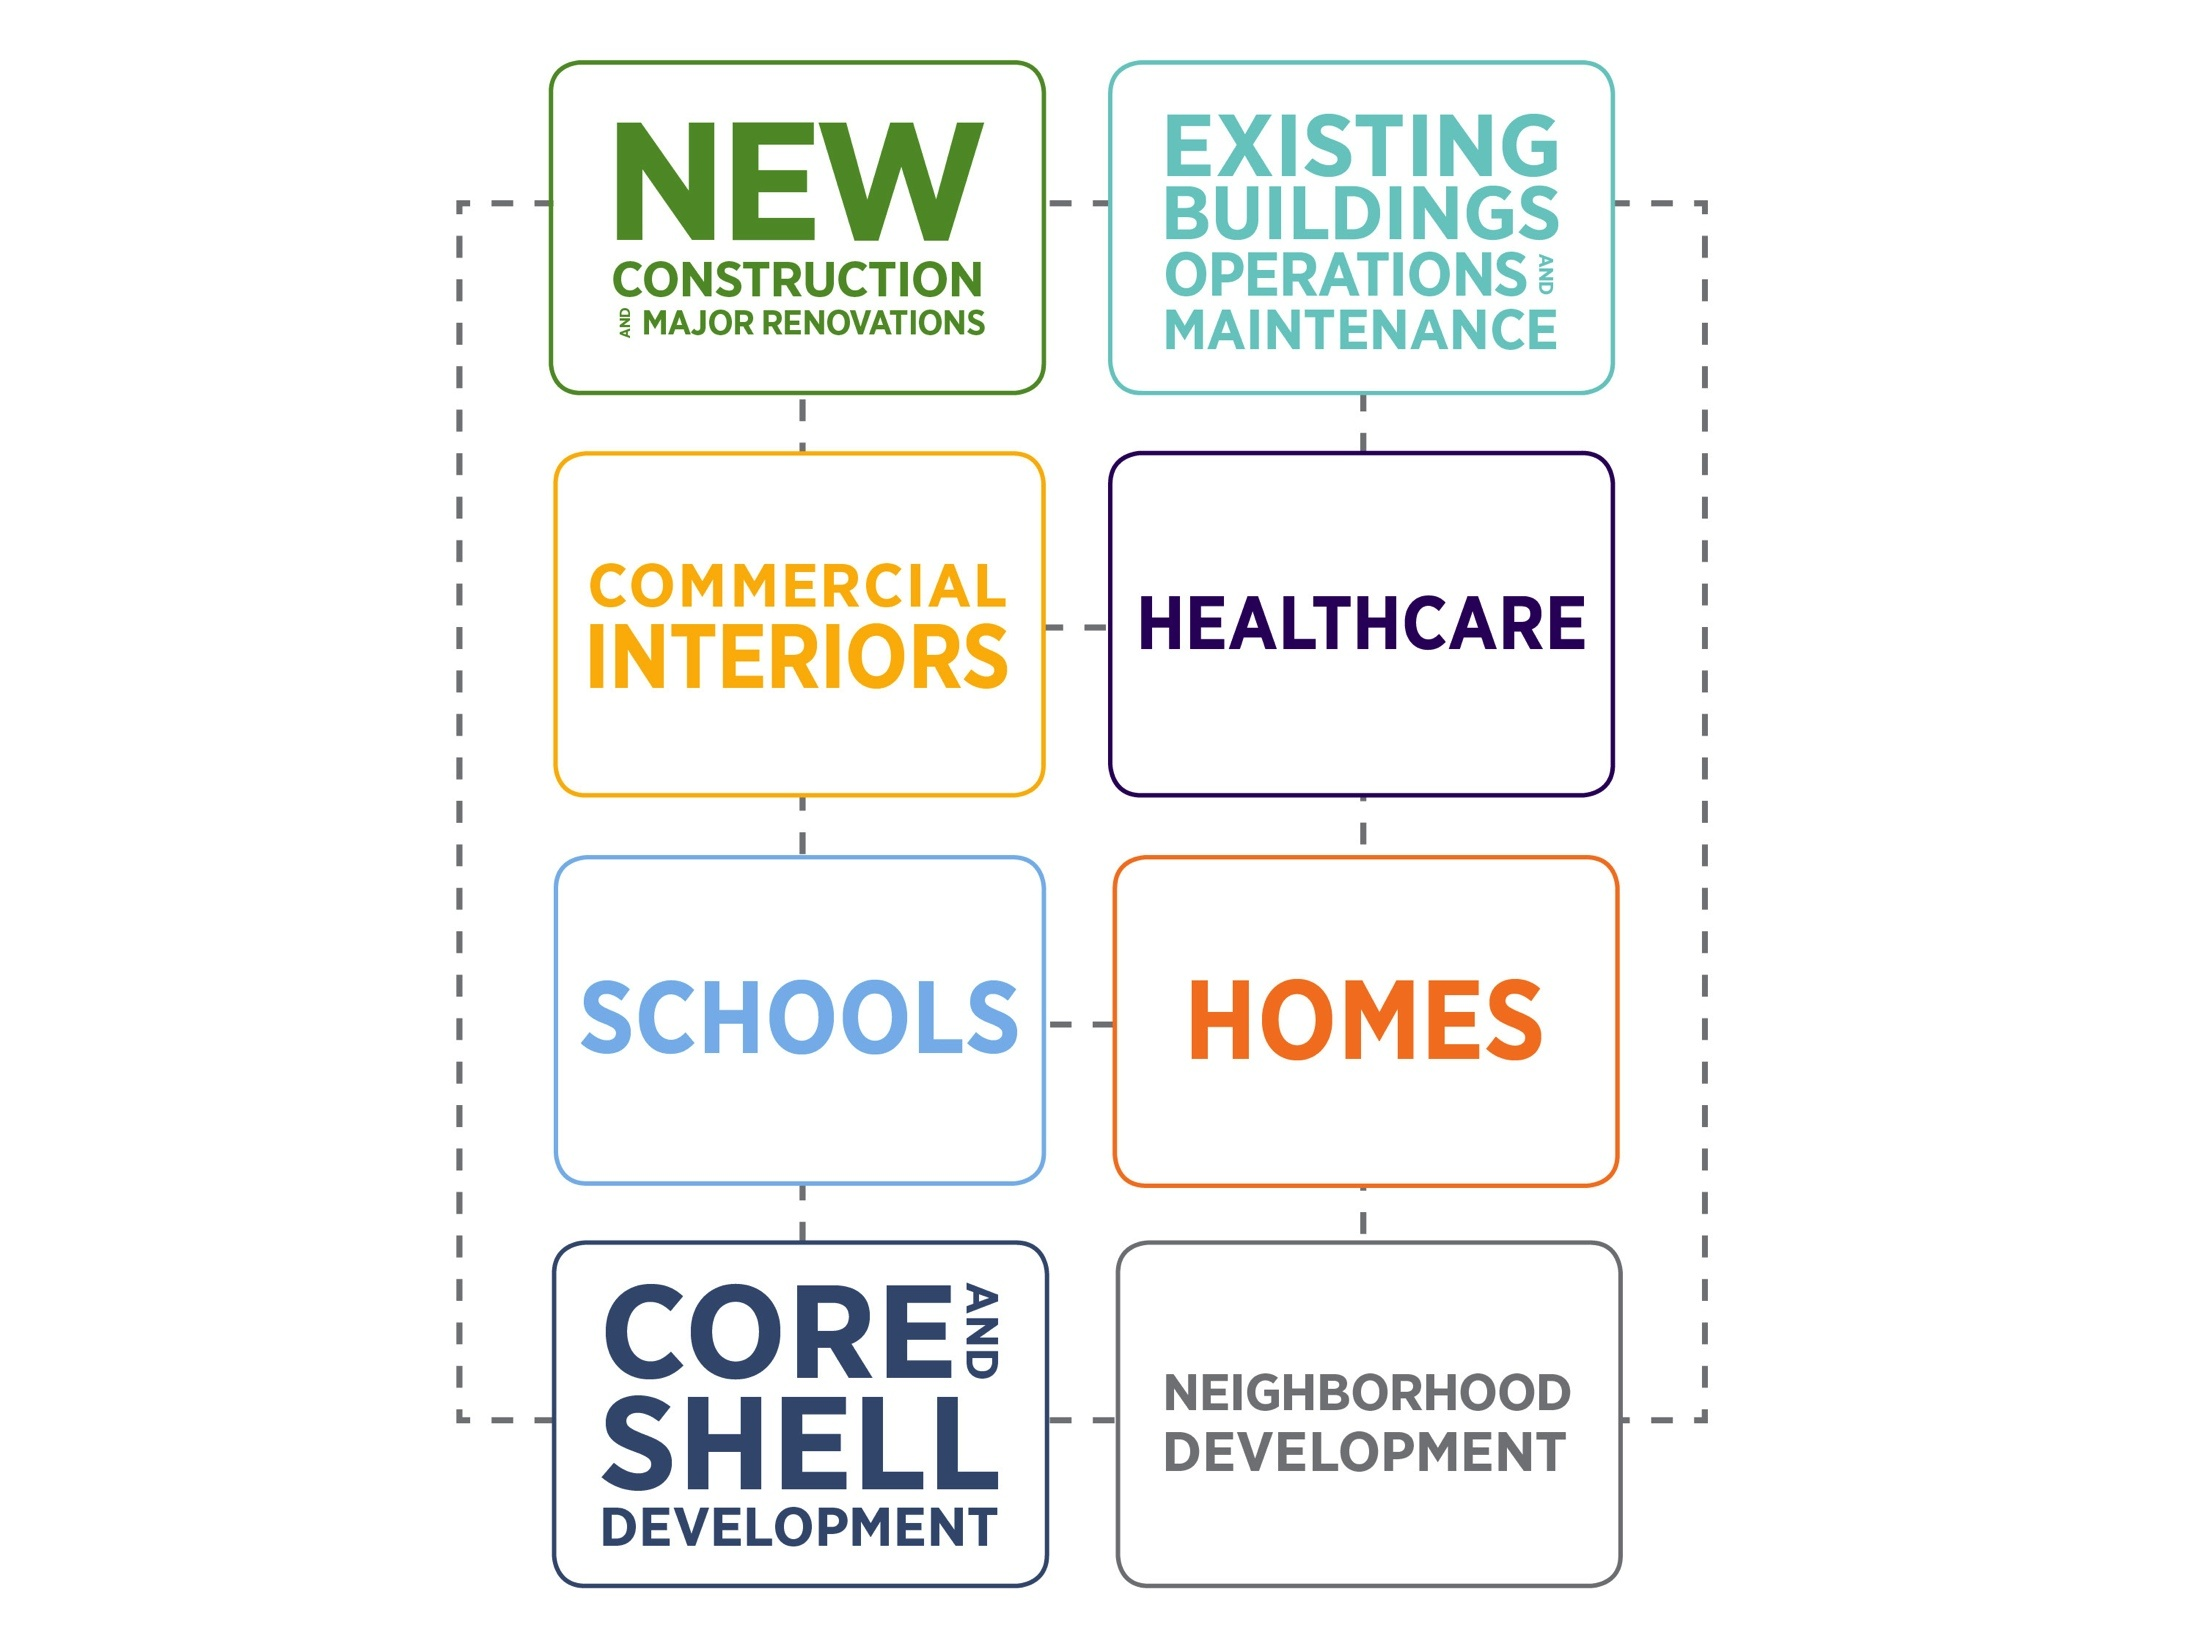 NEW
CONSTRUCTION
AND MAJOR RENOVATIONS
EXISTING
BUILDINGS
OPERATIONS AND
MAINTENANCE
COMMERCIAL
INTERIORS
HEALTHCARE
SCHOOLS
HOMES
CORE AND
SHELL
DEVELOPMENT
NEIGHBORHOOD
DEVELOPMENT